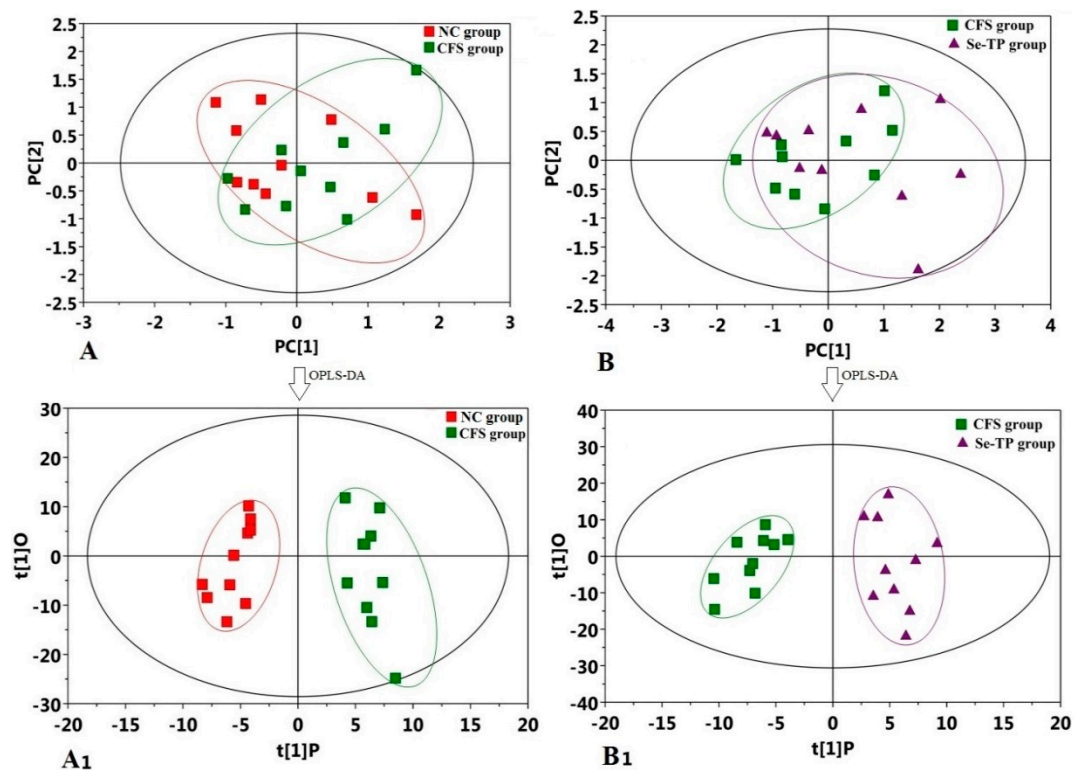 2.5
2
1.5
1
0.5
0
-0.5
-1
-1.5
-2
-2.5
PC[2]
NC group
CFS group
-3 -2 -1 0 1 2 3
PC[1]
A
2.5
2
1.5
1
0.5
0
-0.5
-1
-1.5
-2
-2.5
PC[2]
CFS group
Se-TP group
-4 -3 -2 -1 0 1 2 3 4
PC[1]
B
OPLS-DA
OPLS-DA
30
20
10
0
-10
-20
-30
t[1]O
NC group
CFS group
-20 -15 -10 -5 0 5 10 15 20
t[1]P
A1
40
30
20
10
0
-10
-20
-30
-40
t[1]O
CFS group
Se-TP group
-20 -15 -10 -5 0 5 10 15 20
t[1]P
B1